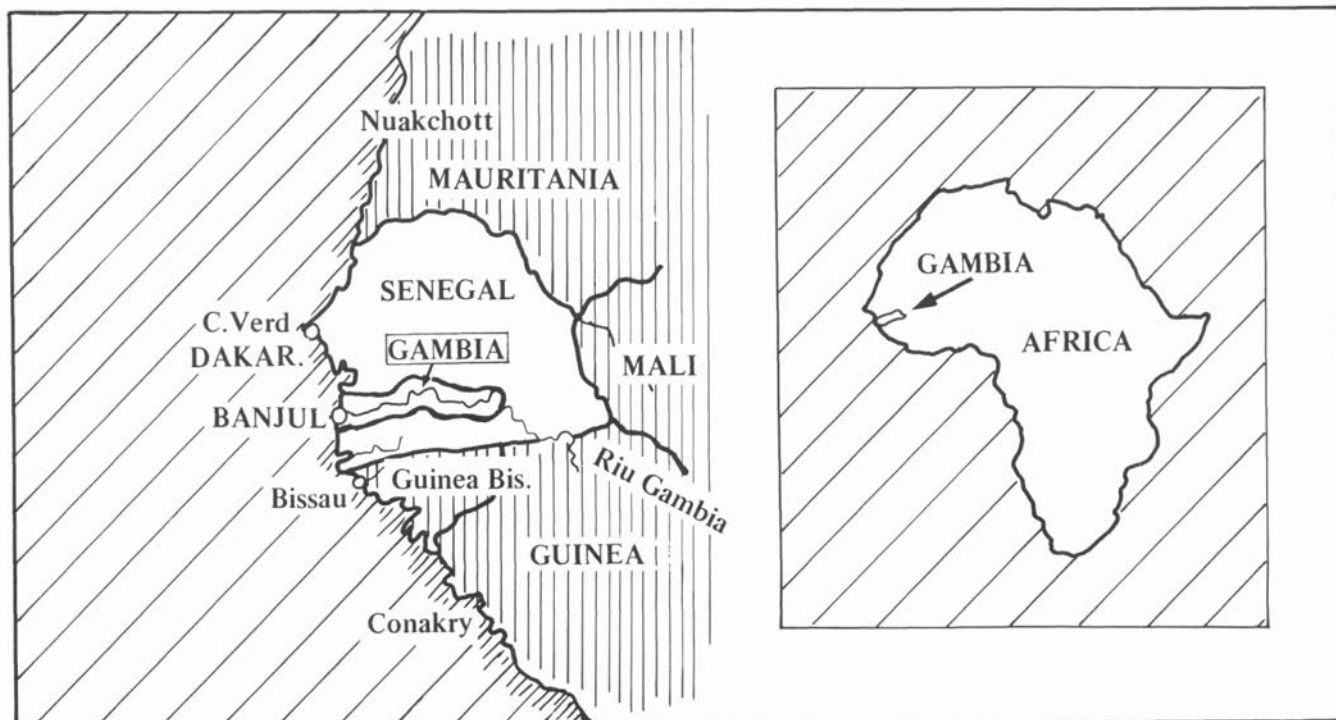 Nuakchott
MAURITANIA
SENEGAL
C.Verd
DAKAR.
GAMBIA
MALI
BANJUL
Riu Gambia
Guinea Bis.
Bissau
GUINEA
Conakry
GAMBIA
AFRICA